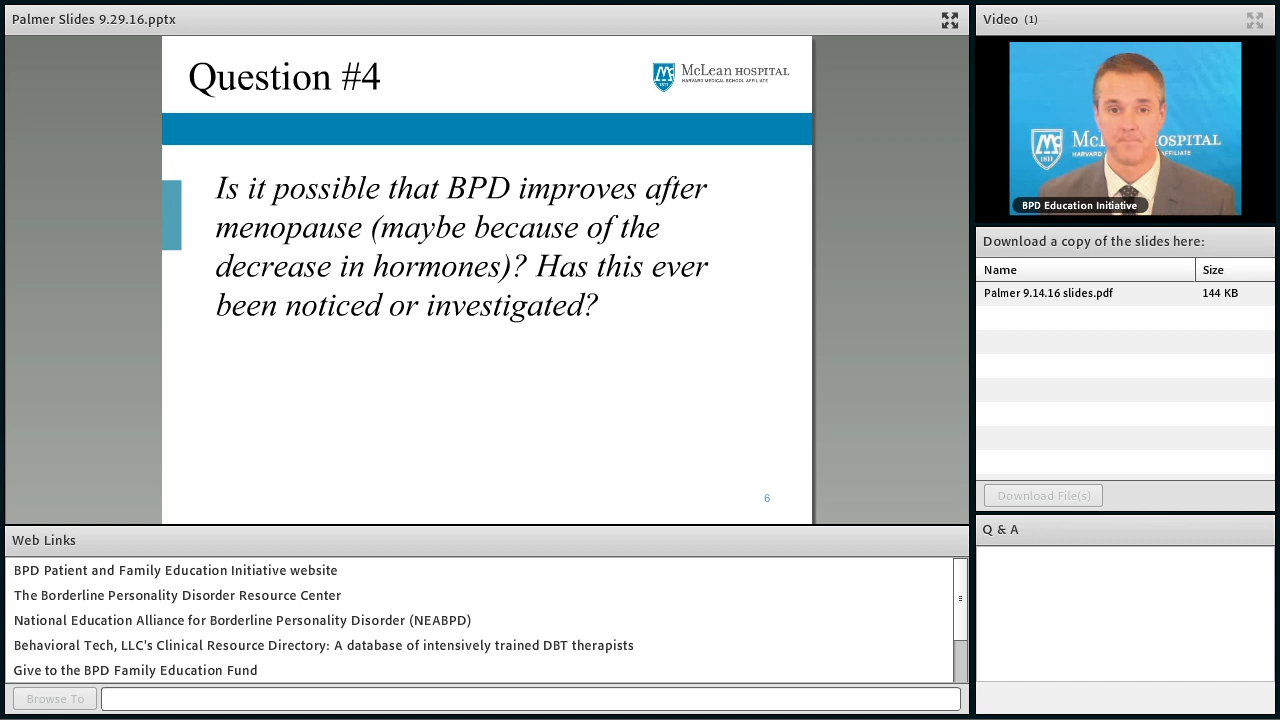 Palmer Slides 9.29.16.pptx
Question #4
McLean HOSPITAL
HARVARD MEDICAL SCHOOL AFFILIATE
Is it possible that BPD improves after
menopause (maybe because of the
decrease in hormones)? Has this ever
been noticed or investigated?
6
Web Links
BPD Patient and Family Education Initiative website
The Borderline Personality Disorder Resource Center
National Education Alliance for Borderline Personality Disorder (NEABPD)
Behavioral Tech, LLC's Clinical Resource Directory: A database of intensively trained DBT therapists
Give to the BPD Family Education Fund
Browse To
Video (1)
McL OSPITAL
HARVAR AFFILIATE
1811
BPD Education Initiative
Download a copy of the slides here:
Name Size
Palmer 9.14.16 slides.pdf 144 KB
Download File(s)
Q & A